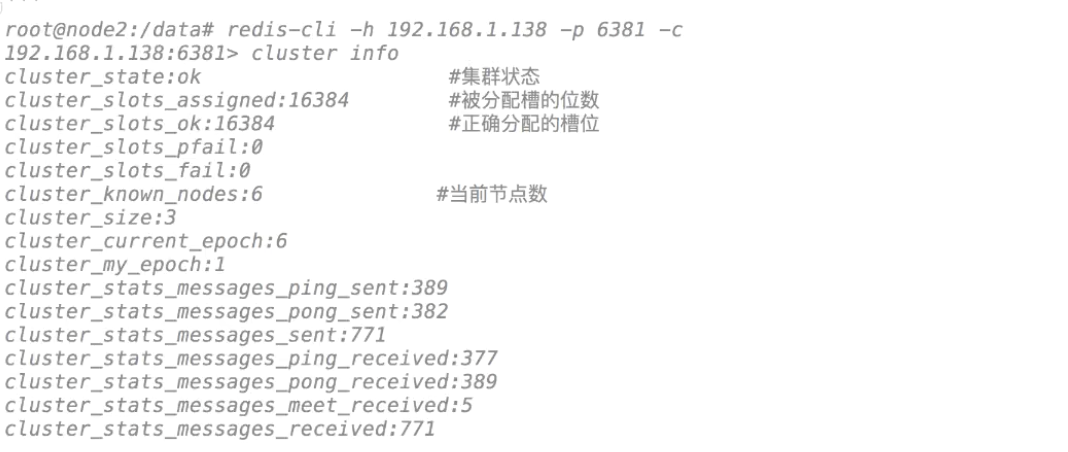 root@node2:/data# redis-cli -h 192.168.1.138 -p 6381 -c
192.168.1.138:6381> cluster info
cluster_state:ok #集群状态
cluster_slots_assigned:16384 #被分配槽的位数
cluster_slots_ok:16384 #正确分配的槽位
cluster_slots_pfail:0
cluster_slots_fail:0
cluster_known_nodes:6 #当前节点数
cluster_size:3
cluster_current_epoch:6
cluster_my_epoch:1
cluster_stats_messages_ping_sent:389
cluster_stats_messages_pong_sent:382
cluster_stats_messages_sent:771
cluster_stats_messages_ping_received:377
cluster_stats_messages_pong_received:389
cluster_stats_messages_meet_received:5
cluster_stats_messages_received:771